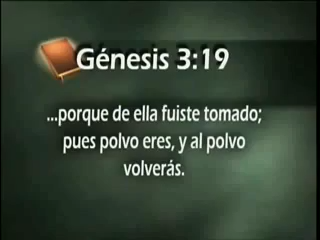 Génesis 3:19
...porque de ella fuiste tomado;
pues polvo eres, y al polvo
volverás.